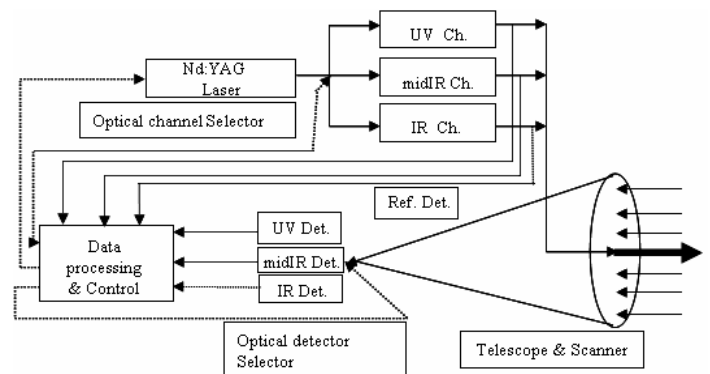 UV Ch.
Nd:YAG
Laser
midIR Ch.
Optical channel Selector
IR Ch.
Ref. Det.
UV Det.
Data
processing
& Control
midIR Det.
IR Det.
Optical detector
Selector
Telescope & Scanner